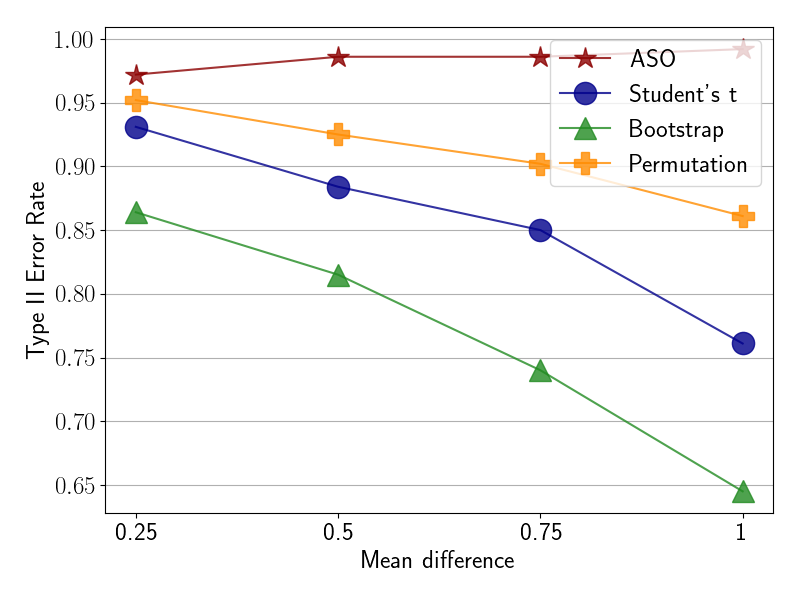 1.00
0.95
0.90
0.85
0.80
0.75
0.70
0.65
Type II Error Rate
ASO
Student's t
Bootstrap
Permutation
0.25 0.5 0.75 1
Mean difference